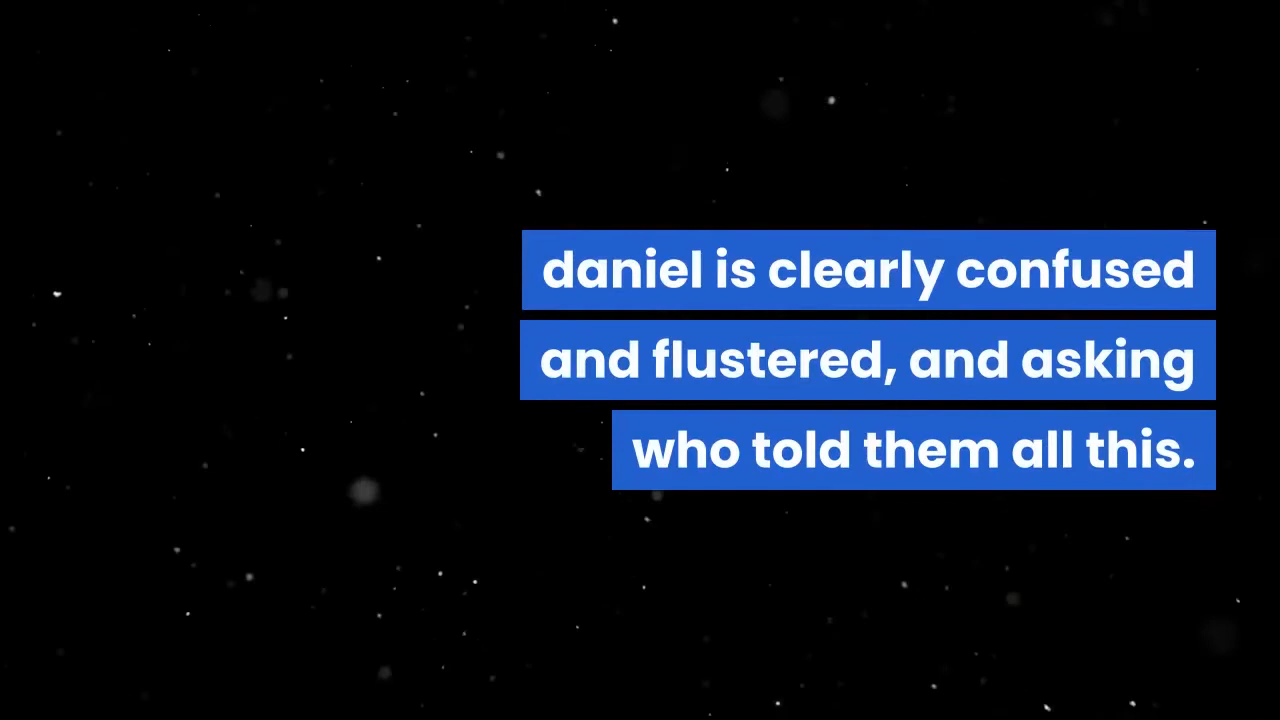 daniel is clearly confused
and flustered, and asking
who told them all this.